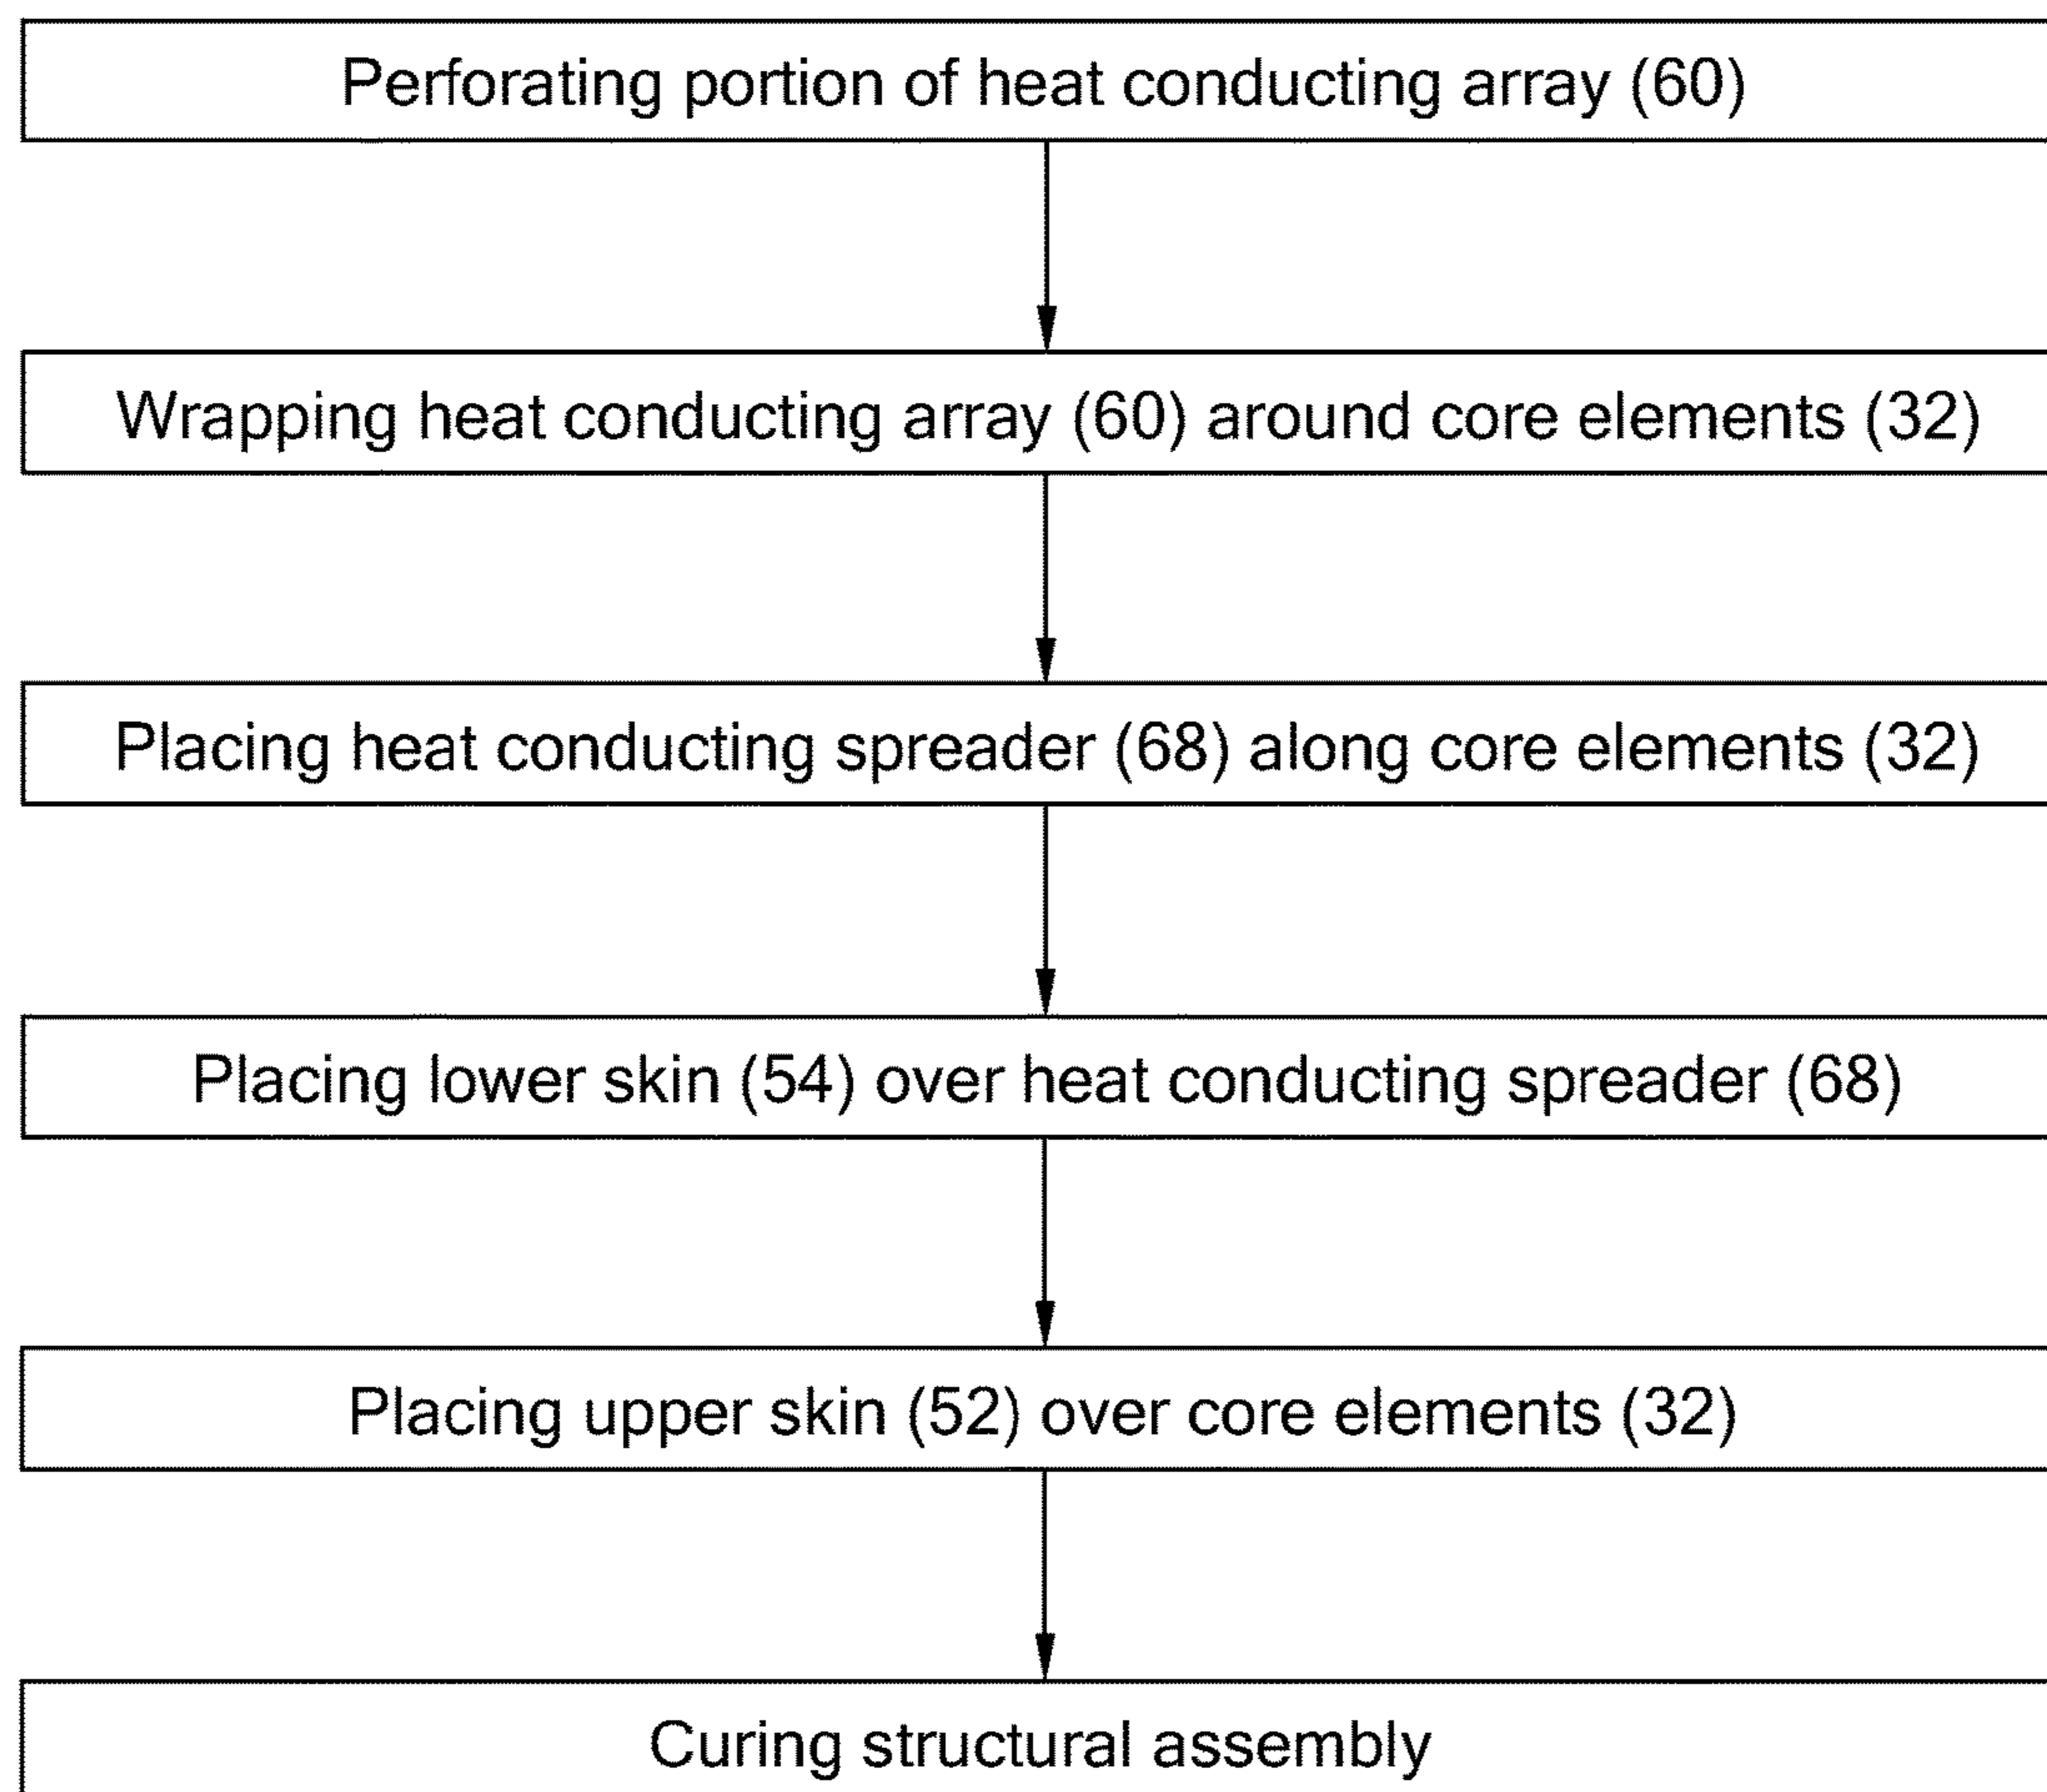 Perforating portion of heat conducting array (60)
Wrapping heat conducting array (60) around core elements (32)
Placing heat conducting spreader (68) along core elements (32)
Placing lower skin (54) over heat conducting spreader (68)
Placing upper skin (52) over core elements (32)
Curing structural assembly